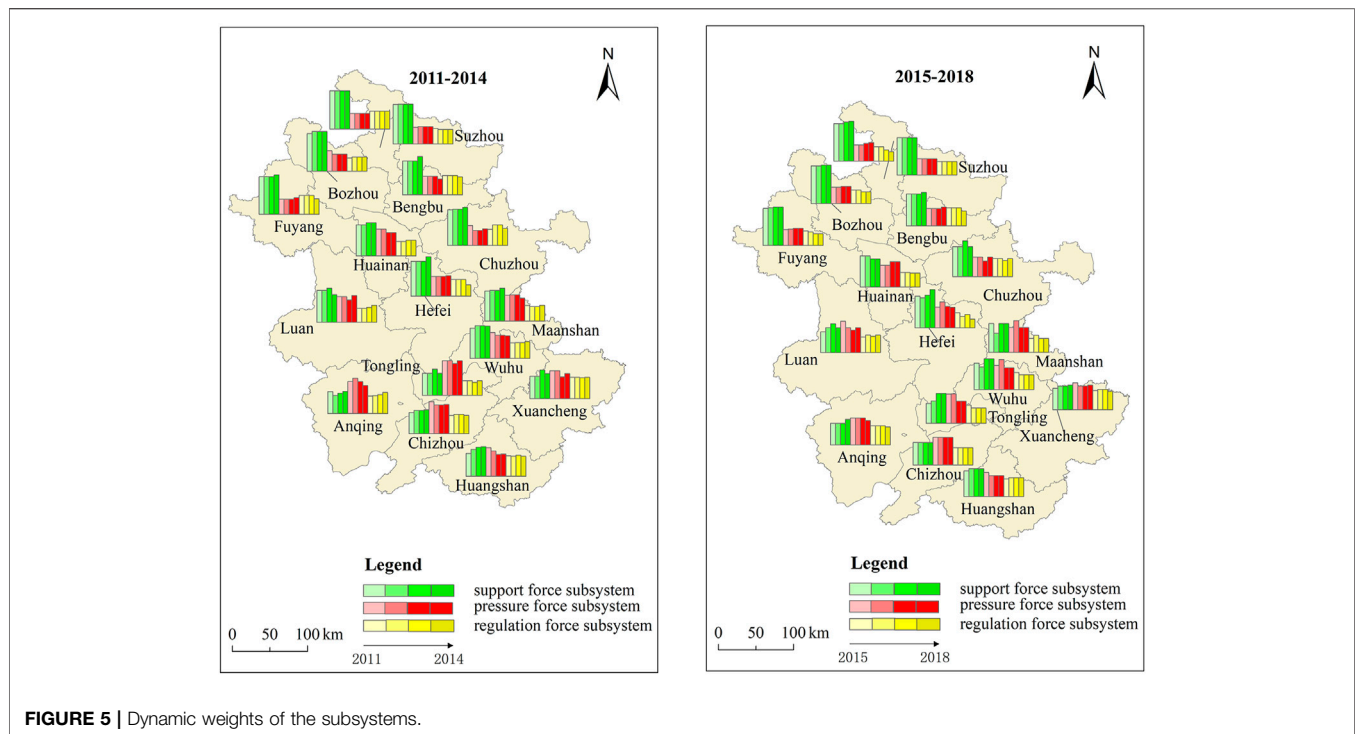 N
2011-2014
Suzhou
Bozhou
Bengbu
Fuyang
Huainan
Chuzhou
Hefei
Luan
Maanshan
Tongling
Wuhu
Xuancheng
Anqing
Chizhou
Huangshan
Legend
support force subsystem
pressure force subsystem
regulation force subsystem
0 50 100 km
2011 2014
N
2015-2018
Suzhou
Bozhou
Bengbu
Fuyang
Huainan
Chuzhou
Hefei
Luan
Maanshan
Wuhu
Tongling
Xuancheng
Anqing
Chizhou
Huangshan
Legend
support force subsystem
pressure force subsystem
regulation force subsystem
0 50 100 km
2015 2018
FIGURE 5 | Dynamic weights of the subsystems.